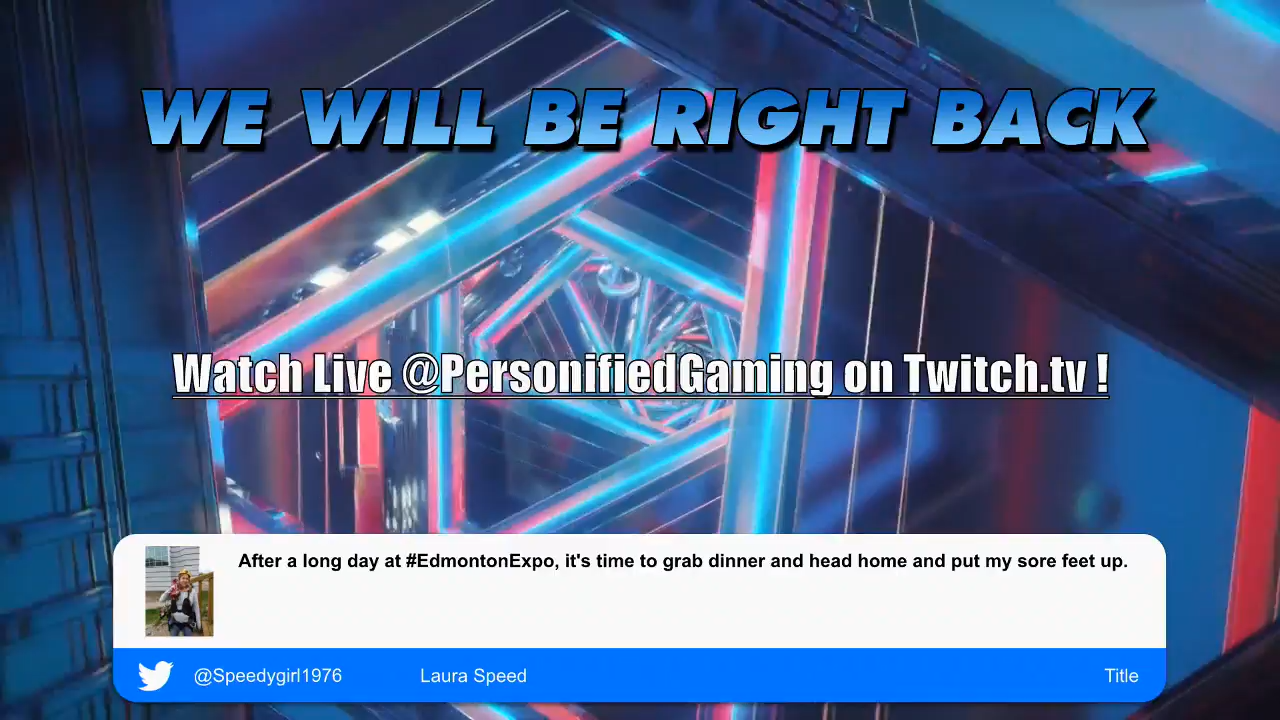 WE WILL BE RIGHT BACK
Watch Live @PersonifiedGaming on Twitch.tv !
After a long day at #EdmontonExpo, it's time to grab dinner and head home and put my sore feet up.
@Speedygirl1976 Laura Speed Title